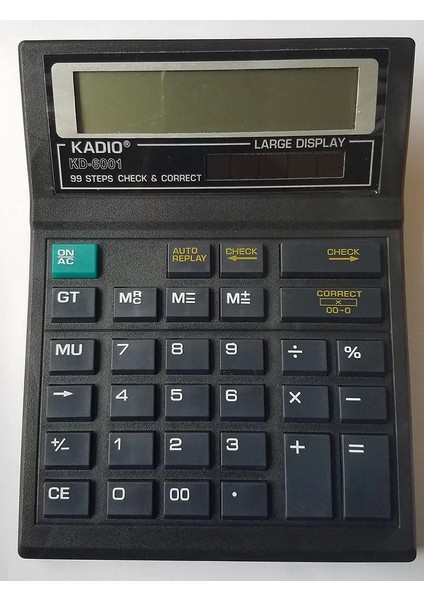 KADIO® LARGE DISPLAY
KD-6001
99 STEPS CHECK & CORRECT
ON AC
AUTO REPLAY CHECK ← CHECK →
GT MRC M− M± CORRECT × 00→0
MU 7 8 9 ÷ %
→ 4 5 6 × −
+/− 1 2 3 + =
CE 0 00 .